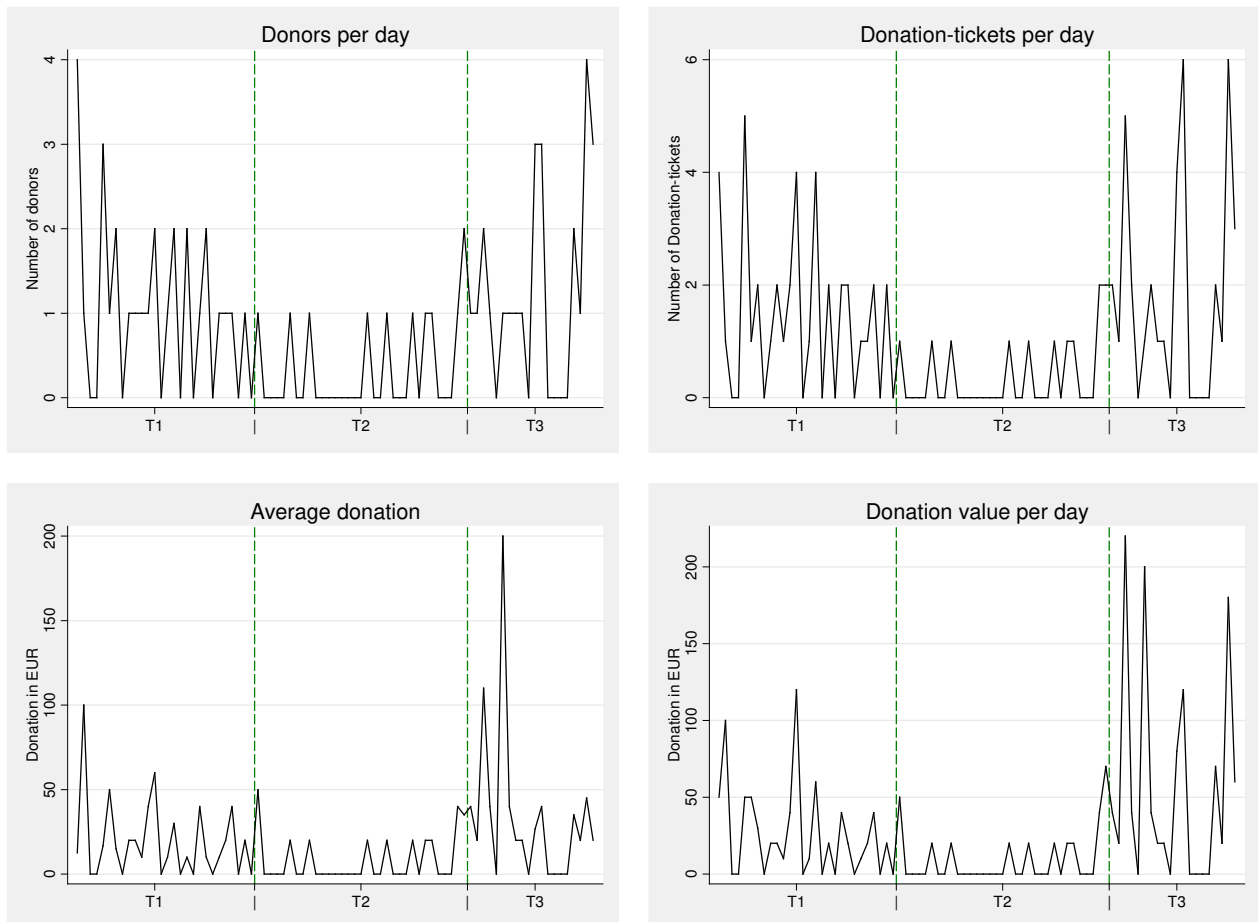 Donors per day
Number of donors
4
3
2
1
0
T1
|
T2
|
T3
Donation-tickets per day
Number of Donation-tickets
6
4
2
0
T1
|
T2
|
T3
Average donation
Donation in EUR
200
150
100
50
0
T1
|
T2
|
T3
Donation value per day
Donation in EUR
200
150
100
50
0
T1
|
T2
|
T3